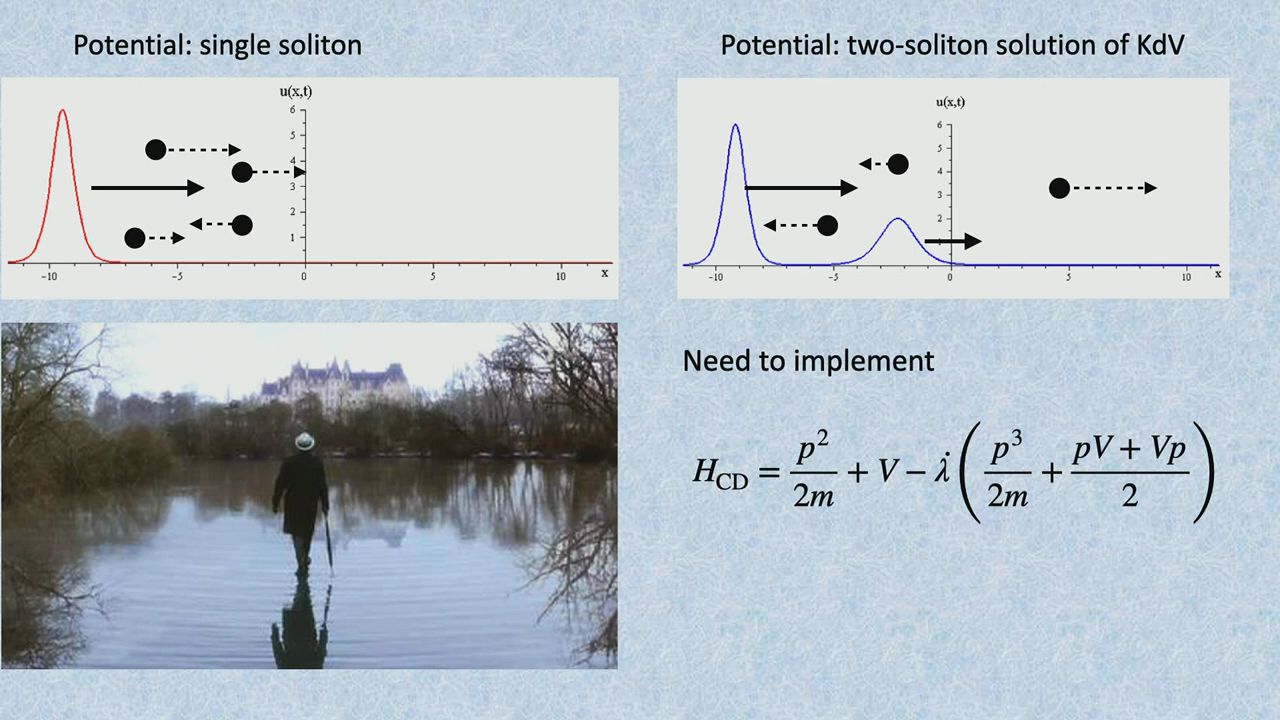 Potential: single soliton
Potential: two-soliton solution of KdV
u(x,t)
6
5
4
3
2
1
-10
-5
0
5
10
x
u(x,t)
6
5
4
3
2
-10
-5
0
5
10
x
Need to implement
H_CD = p²/2m + V − λ̇ ( p³/2m + (pV + Vp)/2 )